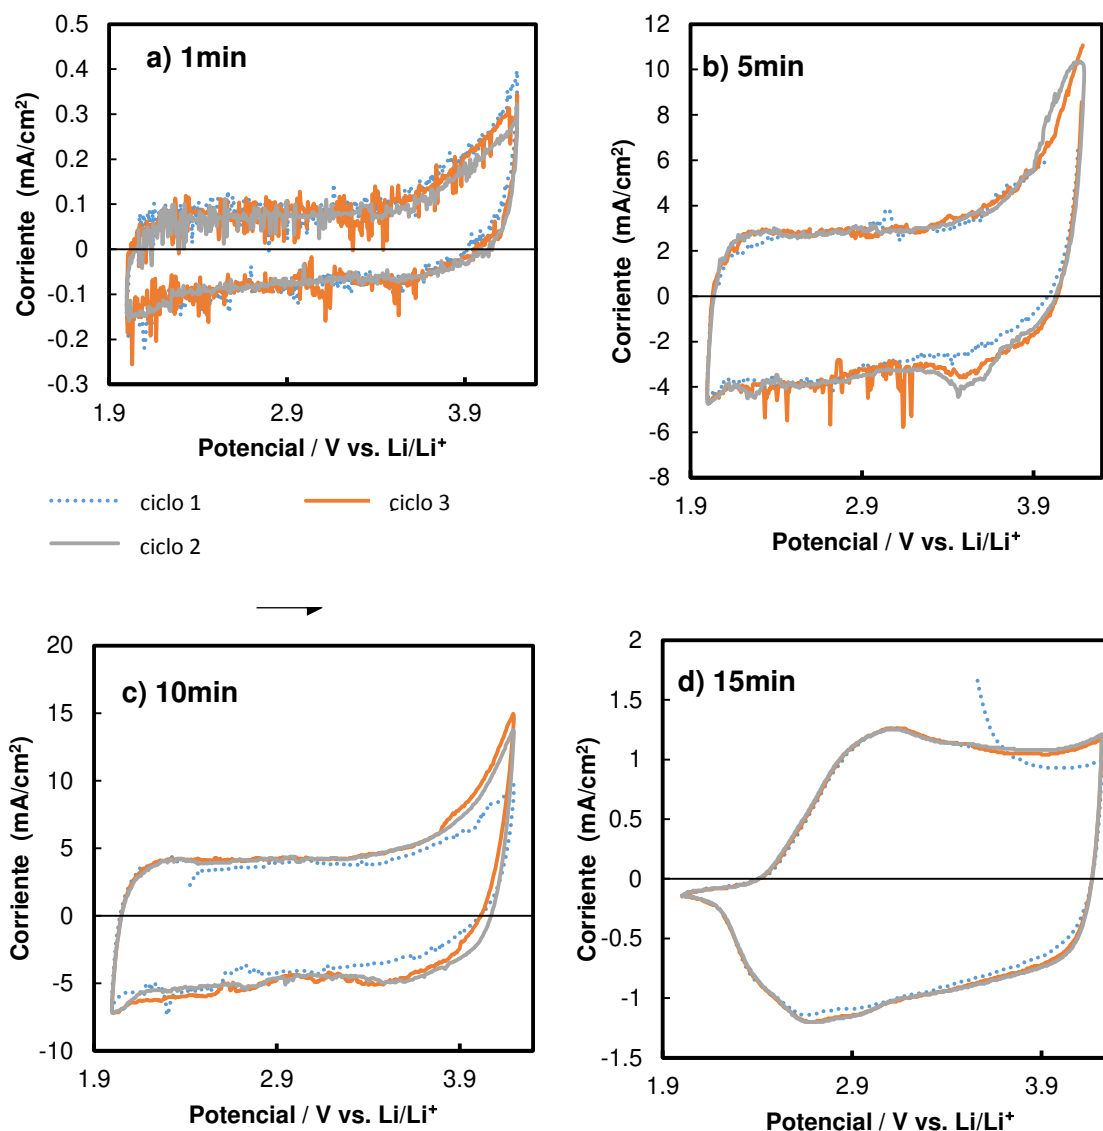 a) 1min
0.5
0.4
0.3
0.2
0.1
0
-0.1
-0.2
-0.3
1.9 2.9 3.9
Corriente (mA/cm²)
Potencial / V vs. Li/Li⁺
b) 5min
12
10
8
6
4
2
0
-2
-4
-6
-8
1.9 2.9 3.9
Corriente (mA/cm²)
Potencial / V vs. Li/Li⁺
ciclo 1 ciclo 3
ciclo 2
c) 10min
20
15
10
5
0
-5
-10
1.9 2.9 3.9
Corriente (mA/cm²)
Potencial / V vs. Li/Li⁺
d) 15min
2
1.5
1
0.5
0
-0.5
-1
-1.5
1.9 2.9 3.9
Corriente (mA/cm²)
Potencial / V vs. Li/Li⁺